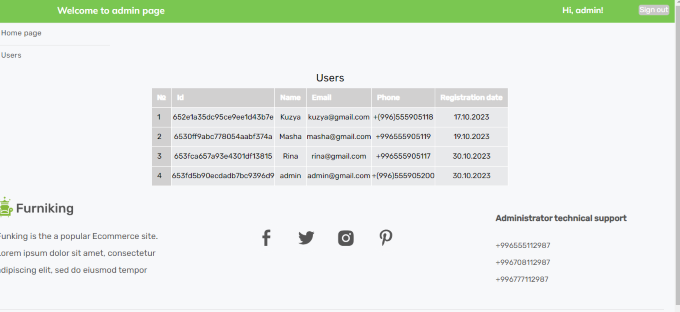 Welcome to admin page
Hi, admin!
Sign out
Home page
Users
Users
№ Id Name Email Phone Registration date
1 652e1a35dc95ce9ee1d43b7e Kuzya kuzya@gmail.com +(996)555905118 17.10.2023
2 6530ff9abc778054aabf374a Masha masha@gmail.com +996555905119 19.10.2023
3 653fca657a93e4301df13815 Rina rina@gmail.com +996555905117 30.10.2023
4 653fd5b90ecdadb7bc9396d9 admin admin@gmail.com +(996)555905200 30.10.2023
Furniking
Funking is the a popular Ecommerce site.
Lorem ipsum dolor sit amet, consectetur
adipiscing elit, sed do eiusmod tempor
Administrator technical support
+996555112987
+996708112987
+996777112987